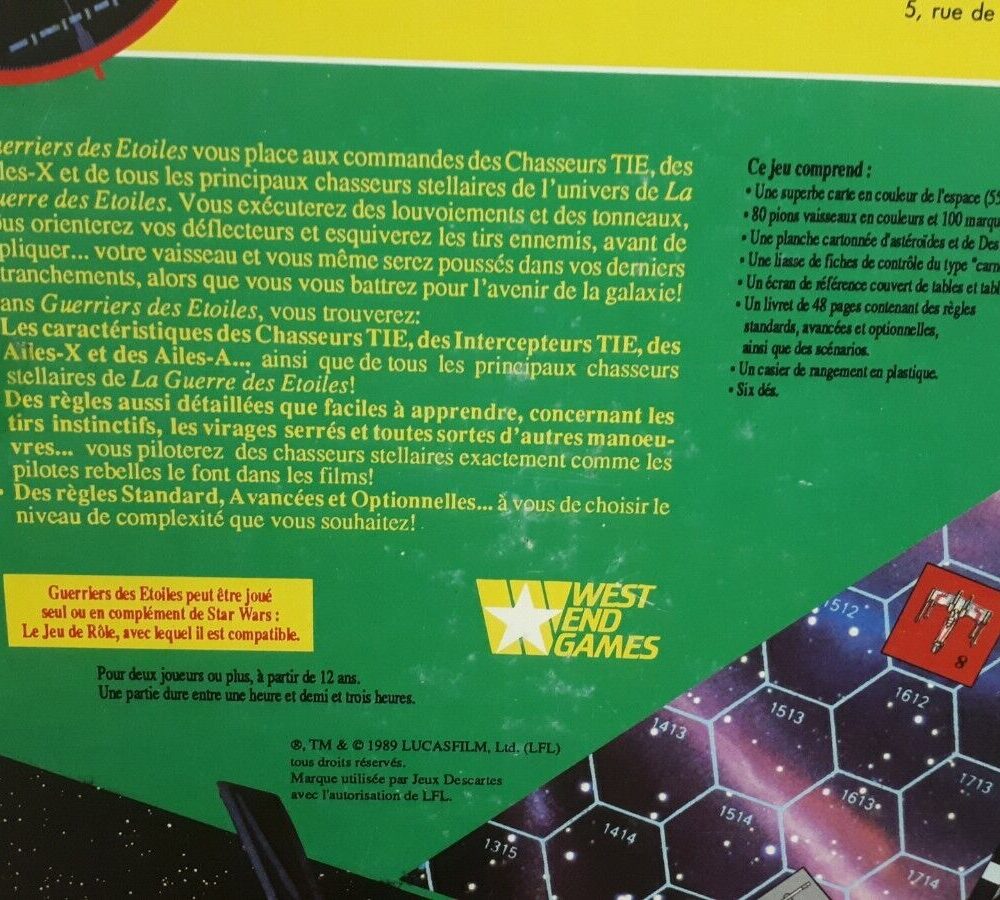 5, rue de
uerriers des Etoiles vous place aux commandes des Chasseurs TIE, des
les-X et de tous les principaux chasseurs stellaires de l'univers de La
uerre des Etoiles. Vous exécuterez des louvoiements et des tonneaux,
ous orienterez vos déflecteurs et esquiverez les tirs ennemis, avant de
pliquer... votre vaisseau et vous même serez poussés dans vos derniers
tranchements, alors que vous vous battrez pour l'avenir de la galaxie!
ans Guerriers des Etoiles, vous trouverez:
Les caractéristiques des Chasseurs TIE, des Intercepteurs TIE, des
Ailes-X et des Ailes-A... ainsi que de tous les principaux chasseurs
stellaires de La Guerre des Etoiles!
Des règles aussi détaillées que faciles à apprendre, concernant les
tirs instinctifs, les virages serrés et toutes sortes d'autres manoeu-
vres... vous piloterez des chasseurs stellaires exactement comme les
pilotes rebelles le font dans les films!
• Des règles Standard, Avancées et Optionnelles... à vous de choisir le
niveau de complexité que vous souhaitez!
Ce jeu comprend :
• Une superbe carte en couleur de l'espace (55
• 80 pions vaisseaux en couleurs et 100 marqu
• Une planche cartonnée d'astéroïdes et de Des
• Une liasse de fiches de contrôle du type "carn
• Un écran de référence couvert de tables et tabl
• Un livret de 48 pages contenant des règles
standards, avancées et optionnelles,
ainsi que des scénarios.
• Un casier de rangement en plastique.
• Six dés.
Guerriers des Etoiles peut être joué
seul ou en complément de Star Wars :
Le Jeu de Rôle, avec lequel il est compatible.
WEST
END
GAMES
Pour deux joueurs ou plus, à partir de 12 ans.
Une partie dure entre une heure et demi et trois heures.
®, TM & © 1989 LUCASFILM, Ltd. (LFL)
tous droits réservés.
Marque utilisée par Jeux Descartes
avec l'autorisation de LFL.
1512
8
1612
1513
1413
1713
1613
1514
1414
1315
1714